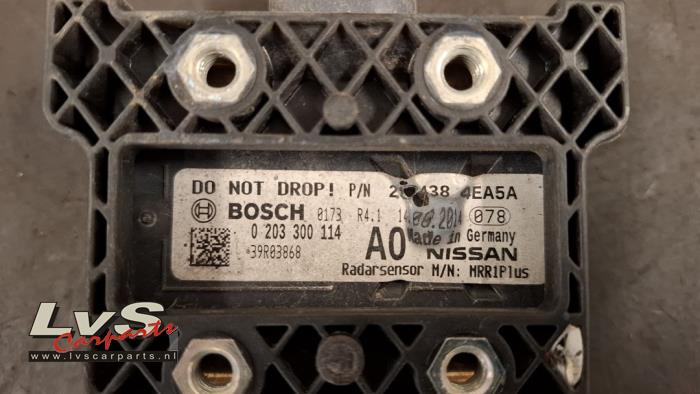 DO NOT DROP! P/N 4EA5A
BOSCH 0173 R4.1 078
0 203 300 114 A0 Made in Germany
39R03868 NISSAN
Radarsensor M/N: MRR1Plus
LvS
Carparts
www.lvscarparts.nl